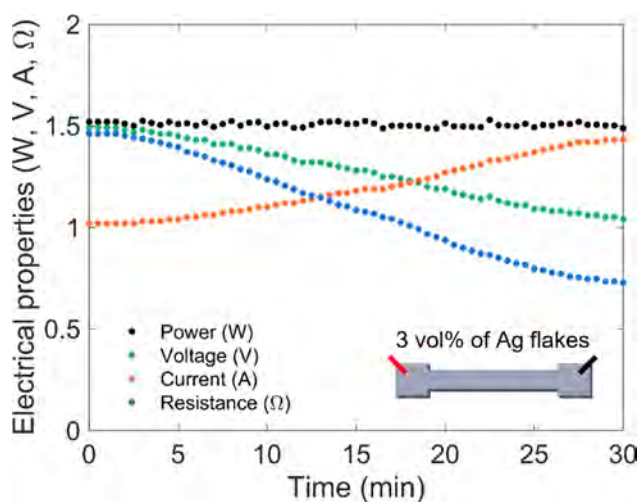 Electrical properties (W, V, A, Ω)
2
1.5
1
0.5
0
Power (W)
Voltage (V)
Current (A)
Resistance (Ω)
3 vol% of Ag flakes
0 5 10 15 20 25 30
Time (min)